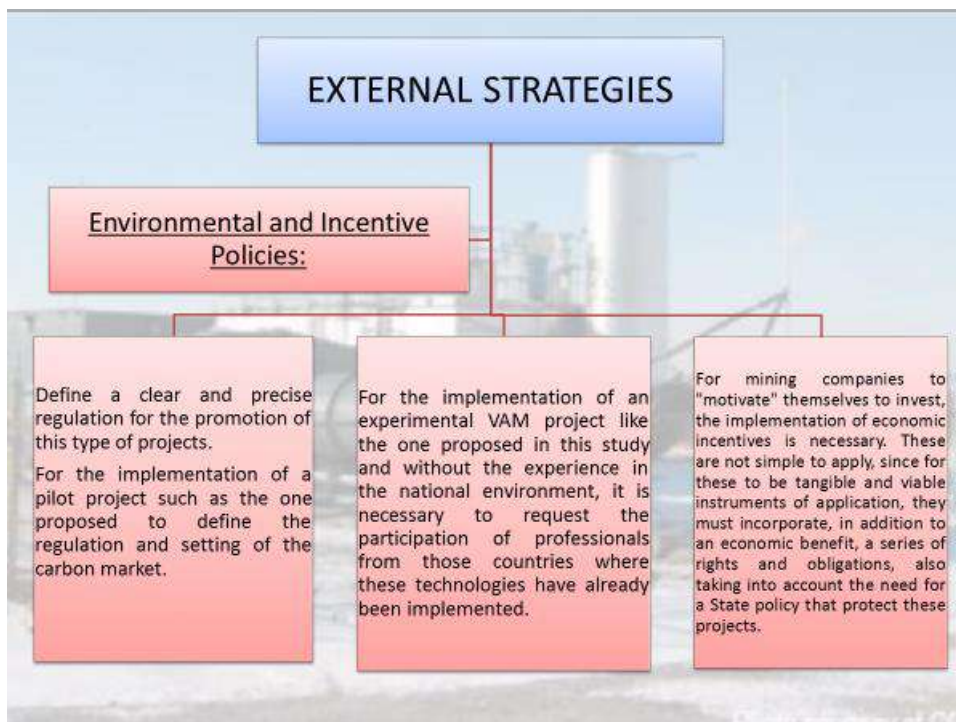 EXTERNAL STRATEGIES
Environmental and Incentive
Policies:
Define a clear and precise
regulation for the promotion of
this type of projects.
For the implementation of a
pilot project such as the one
proposed to define the
regulation and setting of the
carbon market.
For the implementation of an
experimental VAM project like
the one proposed in this study
and without the experience in
the national environment, it is
necessary to request the
participation of professionals
from those countries where
these technologies have already
been implemented.
For mining companies to
"motivate" themselves to invest,
the implementation of economic
incentives is necessary. These
are not simple to apply, since for
these to be tangible and viable
instruments of application, they
must incorporate, in addition to
an economic benefit, a series of
rights and obligations, also
taking into account the need for
a State policy that protect these
projects.